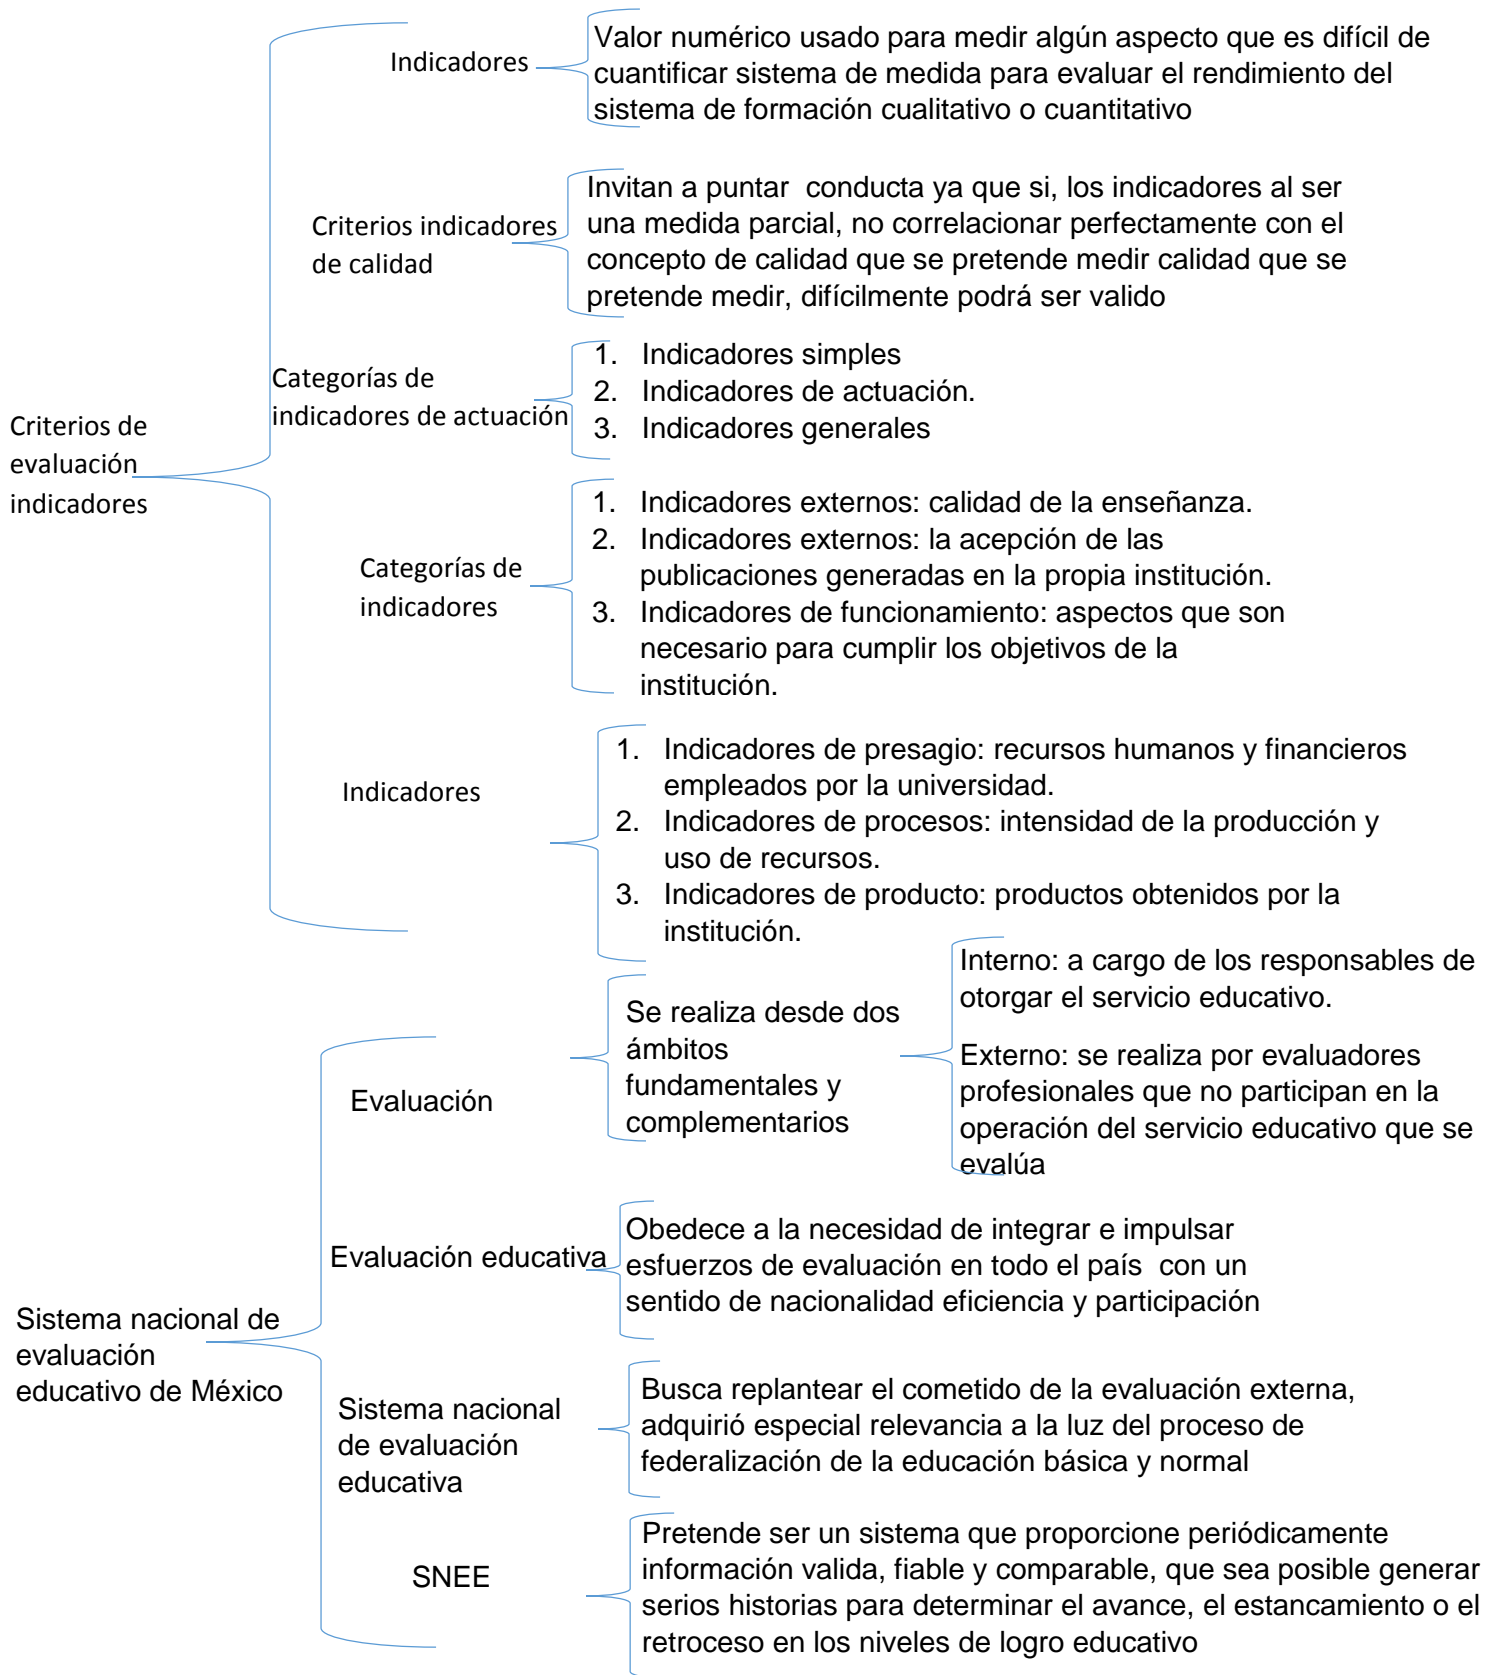 Criterios de
evaluación
indicadores
Indicadores
Valor numérico usado para medir algún aspecto que es difícil de
cuantificar sistema de medida para evaluar el rendimiento del
sistema de formación cualitativo o cuantitativo
Criterios indicadores
de calidad
Invitan a puntar  conducta ya que si, los indicadores al ser
una medida parcial, no correlacionar perfectamente con el
concepto de calidad que se pretende medir calidad que se
pretende medir, difícilmente podrá ser valido
Categorías de
indicadores de actuación
1. Indicadores simples
2. Indicadores de actuación.
3. Indicadores generales
Categorías de
indicadores
1. Indicadores externos: calidad de la enseñanza.
2. Indicadores externos: la acepción de las
publicaciones generadas en la propia institución.
3. Indicadores de funcionamiento: aspectos que son
necesario para cumplir los objetivos de la
institución.
Indicadores
1. Indicadores de presagio: recursos humanos y financieros
empleados por la universidad.
2. Indicadores de procesos: intensidad de la producción y
uso de recursos.
3. Indicadores de producto: productos obtenidos por la
institución.
Sistema nacional de
evaluación
educativo de México
Evaluación
Se realiza desde dos
ámbitos
fundamentales y
complementarios
Interno: a cargo de los responsables de
otorgar el servicio educativo.
Externo: se realiza por evaluadores
profesionales que no participan en la
operación del servicio educativo que se
evalúa
Evaluación educativa
Obedece a la necesidad de integrar e impulsar
esfuerzos de evaluación en todo el país  con un
sentido de nacionalidad eficiencia y participación
Sistema nacional
de evaluación
educativa
Busca replantear el cometido de la evaluación externa,
adquirió especial relevancia a la luz del proceso de
federalización de la educación básica y normal
SNEE
Pretende ser un sistema que proporcione periódicamente
información valida, fiable y comparable, que sea posible generar
serios historias para determinar el avance, el estancamiento o el
retroceso en los niveles de logro educativo